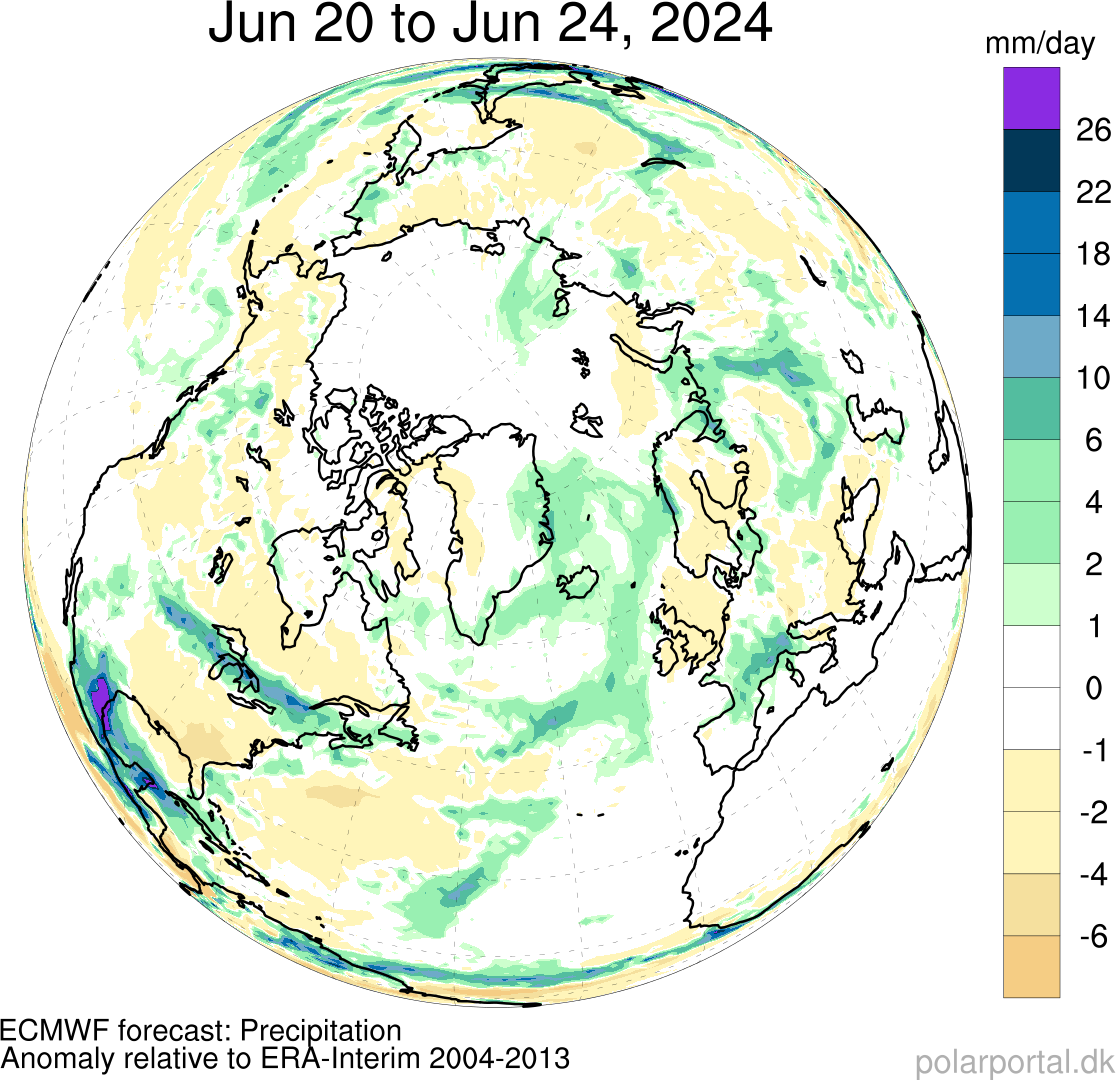 Jun 20 to Jun 24, 2024
mm/day
26
22
18
14
10
6
4
2
1
0
-1
-2
-4
-6
ECMWF forecast: Precipitation
Anomaly relative to ERA-Interim 2004-2013
polarportal.dk